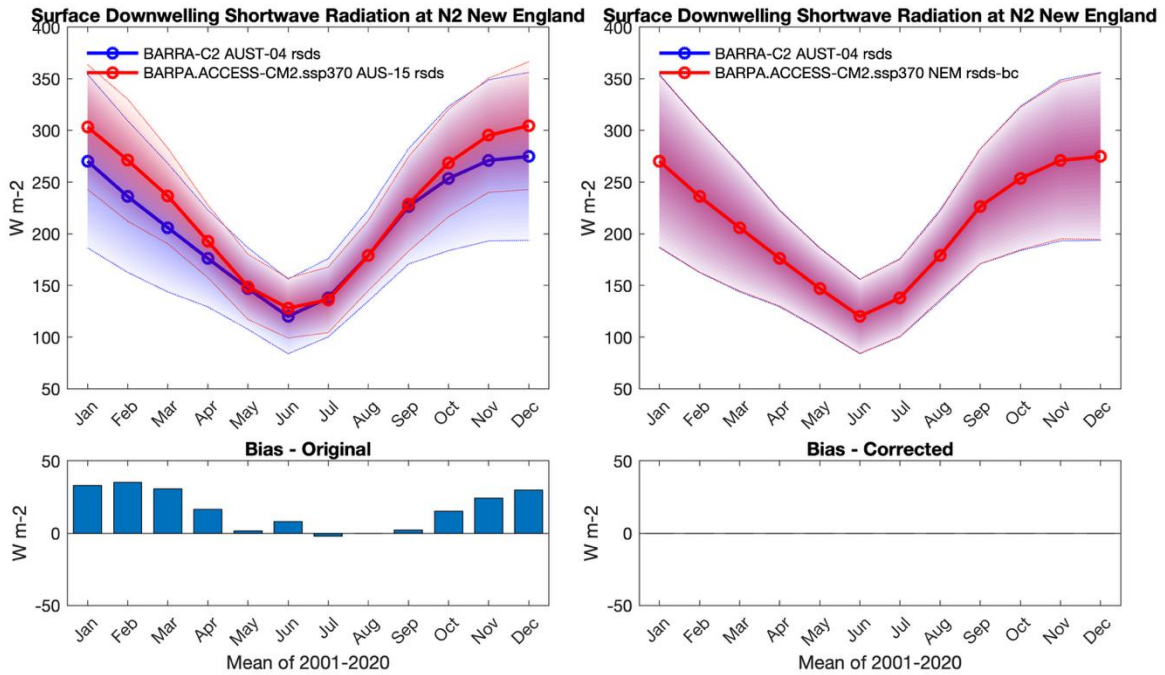 Surface Downwelling Shortwave Radiation at N2 New England
400
350
300
250
200
150
100
50
W m-2
BARRA-C2 AUST-04 rsds
BARPA.ACCESS-CM2.ssp370 AUS-15 rsds
Jan Feb Mar Apr May Jun Jul Aug Sep Oct Nov Dec
Surface Downwelling Shortwave Radiation at N2 New England
400
350
300
250
200
150
100
50
W m-2
BARRA-C2 AUST-04 rsds
BARPA.ACCESS-CM2.ssp370 NEM rsds-bc
Jan Feb Mar Apr May Jun Jul Aug Sep Oct Nov Dec
Bias - Original
50
0
-50
W m-2
Jan Feb Mar Apr May Jun Jul Aug Sep Oct Nov Dec
Mean of 2001-2020
Bias - Corrected
50
0
-50
W m-2
Jan Feb Mar Apr May Jun Jul Aug Sep Oct Nov Dec
Mean of 2001-2020